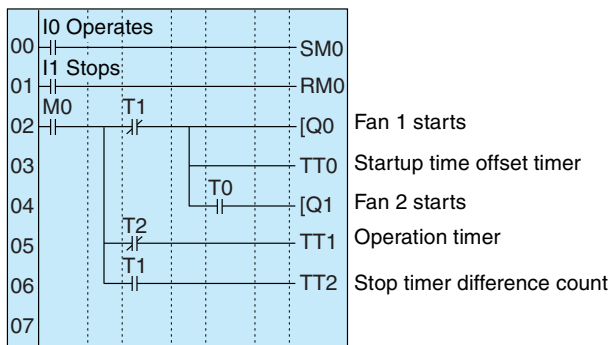 I0 Operates
00 SM0
I1 Stops
01 RM0
M0 T1
02 [Q0 Fan 1 starts
03 TT0 Startup time offset timer
T0
04 [Q1 Fan 2 starts
T2
05 TT1 Operation timer
T1
06 TT2 Stop timer difference count
07